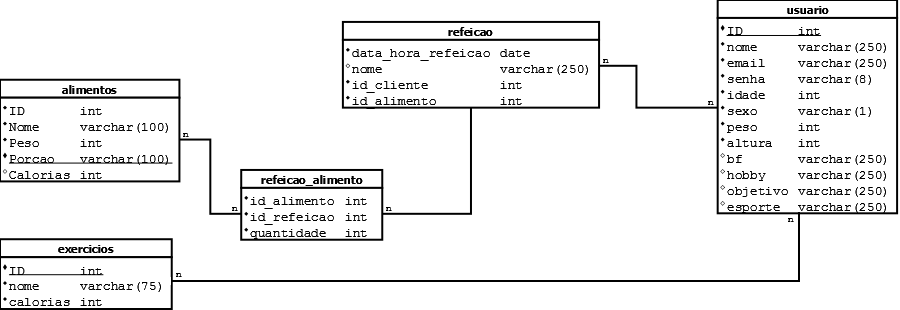 usuario
ID int
nome varchar(250)
email varchar(250)
senha varchar(8)
idade int
sexo varchar(1)
peso int
altura int
bf varchar(250)
hobby varchar(250)
objetivo varchar(250)
esporte varchar(250)
n
refeicao
data_hora_refeicao date
nome varchar(250)
id_cliente int
id_alimento int
n
n
alimentos
ID int
Nome varchar(100)
Peso int
Porcao varchar(100)
Calorias int
n
refeicao_alimento
id_alimento int
id_refeicao int
quantidade int
n
n
exercicios
ID int
nome varchar(75)
calorias int
n